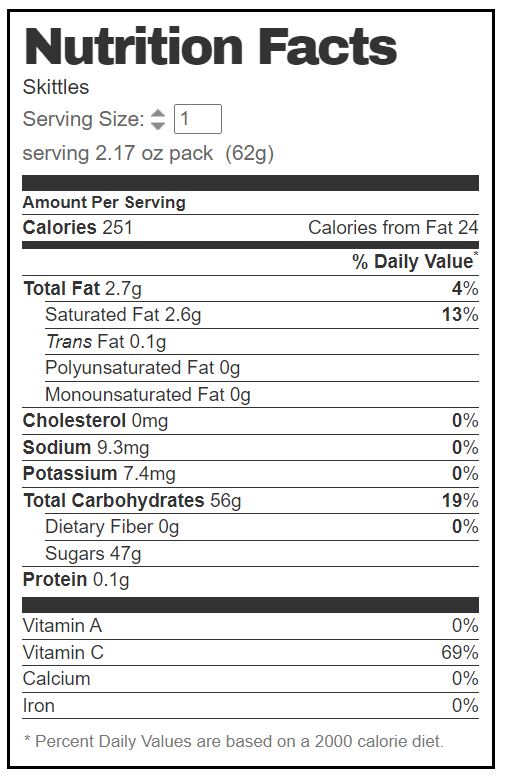 Nutrition Facts
Skittles
Serving Size: 1
serving 2.17 oz pack (62g)
Amount Per Serving
Calories 251 Calories from Fat 24
% Daily Value*
Total Fat 2.7g 4%
Saturated Fat 2.6g 13%
Trans Fat 0.1g
Polyunsaturated Fat 0g
Monounsaturated Fat 0g
Cholesterol 0mg 0%
Sodium 9.3mg 0%
Potassium 7.4mg 0%
Total Carbohydrates 56g 19%
Dietary Fiber 0g 0%
Sugars 47g
Protein 0.1g
Vitamin A 0%
Vitamin C 69%
Calcium 0%
Iron 0%
* Percent Daily Values are based on a 2000 calorie diet.